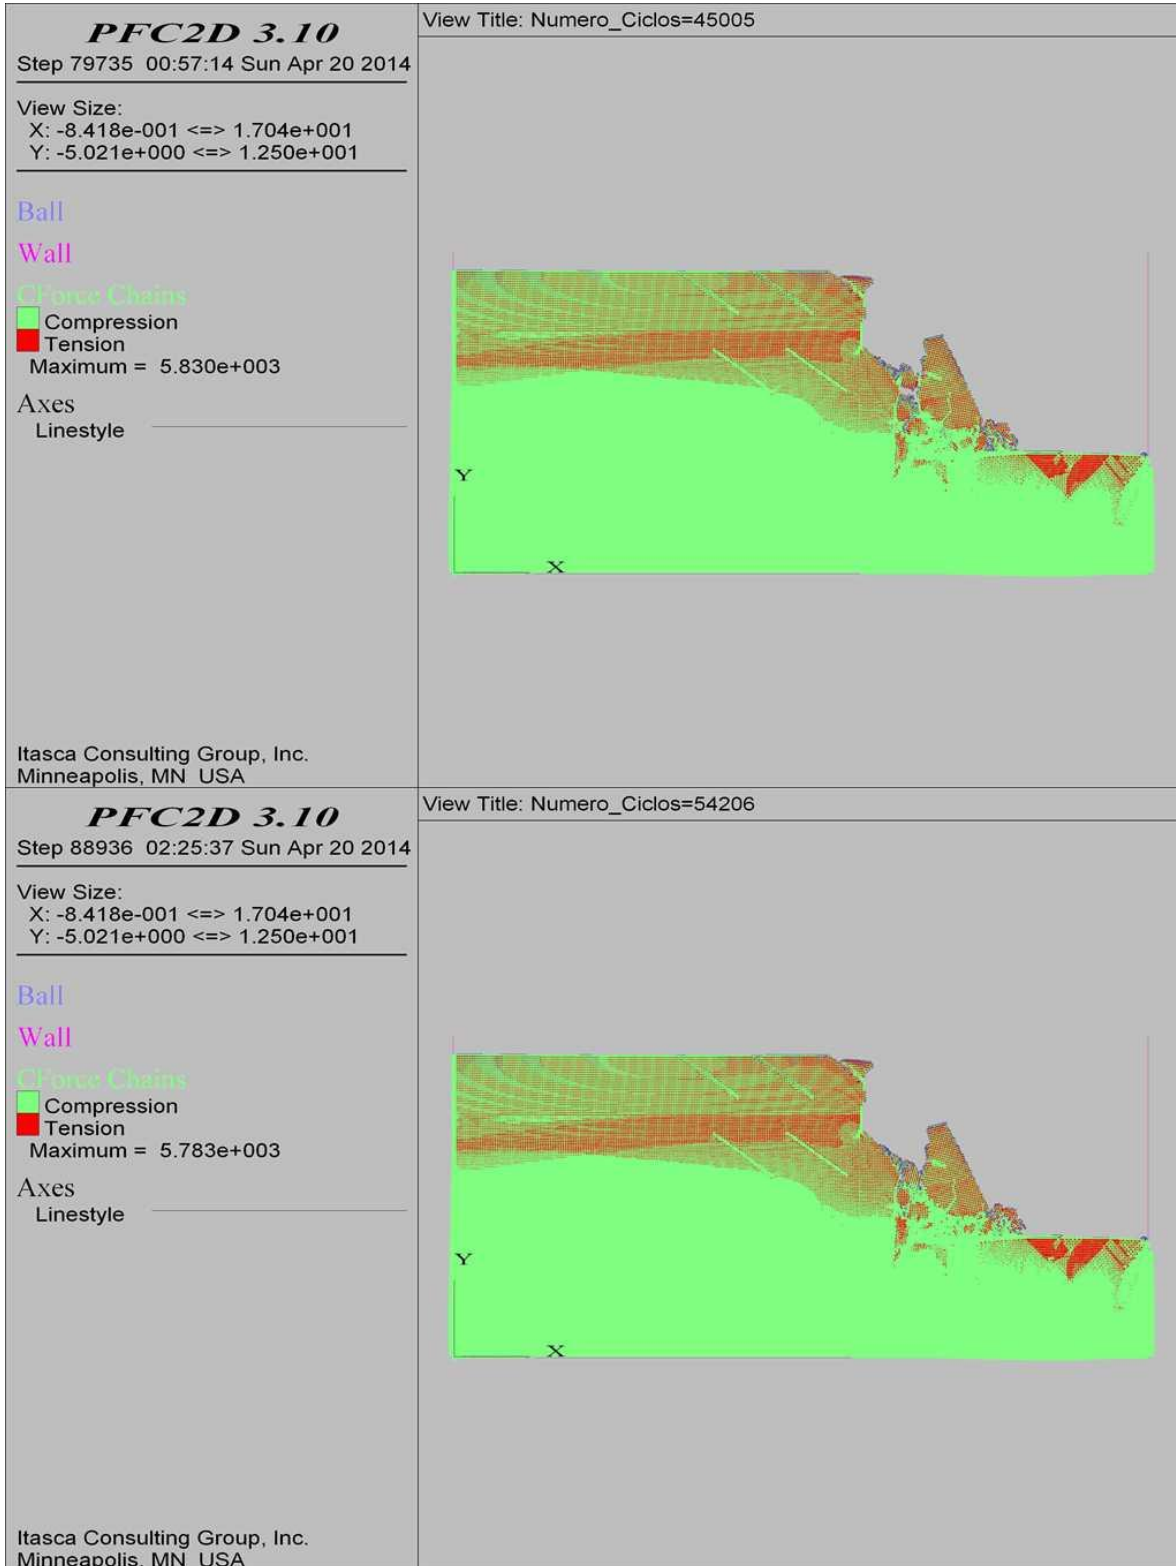 PFC2D 3.10
Step 79735  00:57:14 Sun Apr 20 2014
View Size:
X: -8.418e-001 <=> 1.704e+001
Y: -5.021e+000 <=> 1.250e+001
Ball
Wall
CForce Chains
Compression
Tension
Maximum =  5.830e+003
Axes
Linestyle
Itasca Consulting Group, Inc.
Minneapolis, MN  USA
View Title: Numero_Ciclos=45005
Y
X
PFC2D 3.10
Step 88936  02:25:37 Sun Apr 20 2014
View Size:
X: -8.418e-001 <=> 1.704e+001
Y: -5.021e+000 <=> 1.250e+001
Ball
Wall
CForce Chains
Compression
Tension
Maximum =  5.783e+003
Axes
Linestyle
Itasca Consulting Group, Inc.
Minneapolis, MN  USA
View Title: Numero_Ciclos=54206
Y
X